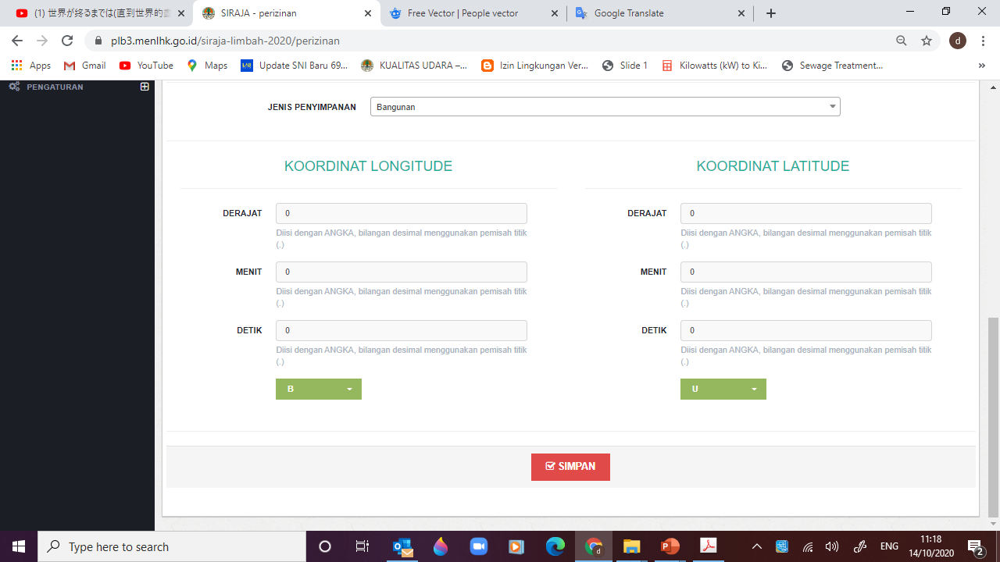 (1) 世界が終るまでは(直到世界的盡
SIRAJA - perizinan
Free Vector | People vector
Google Translate
plb3.menlhk.go.id/siraja-limbah-2020/perizinan
d
Apps
Gmail
YouTube
Maps
Update SNI Baru 69...
KUALITAS UDARA –...
Izin Lingkungan Ver...
Slide 1
Kilowatts (kW) to Ki...
Sewage Treatment...
»
PENGATURAN
JENIS PENYIMPANAN
Bangunan
KOORDINAT LONGITUDE
DERAJAT
0
Diisi dengan ANGKA, bilangan desimal menggunakan pemisah titik
(.)
MENIT
0
Diisi dengan ANGKA, bilangan desimal menggunakan pemisah titik
(.)
DETIK
0
Diisi dengan ANGKA, bilangan desimal menggunakan pemisah titik
(.)
B
KOORDINAT LATITUDE
DERAJAT
0
Diisi dengan ANGKA, bilangan desimal menggunakan pemisah titik
(.)
MENIT
0
Diisi dengan ANGKA, bilangan desimal menggunakan pemisah titik
(.)
DETIK
0
Diisi dengan ANGKA, bilangan desimal menggunakan pemisah titik
(.)
U
SIMPAN
Type here to search
ENG
11:18
14/10/2020
2